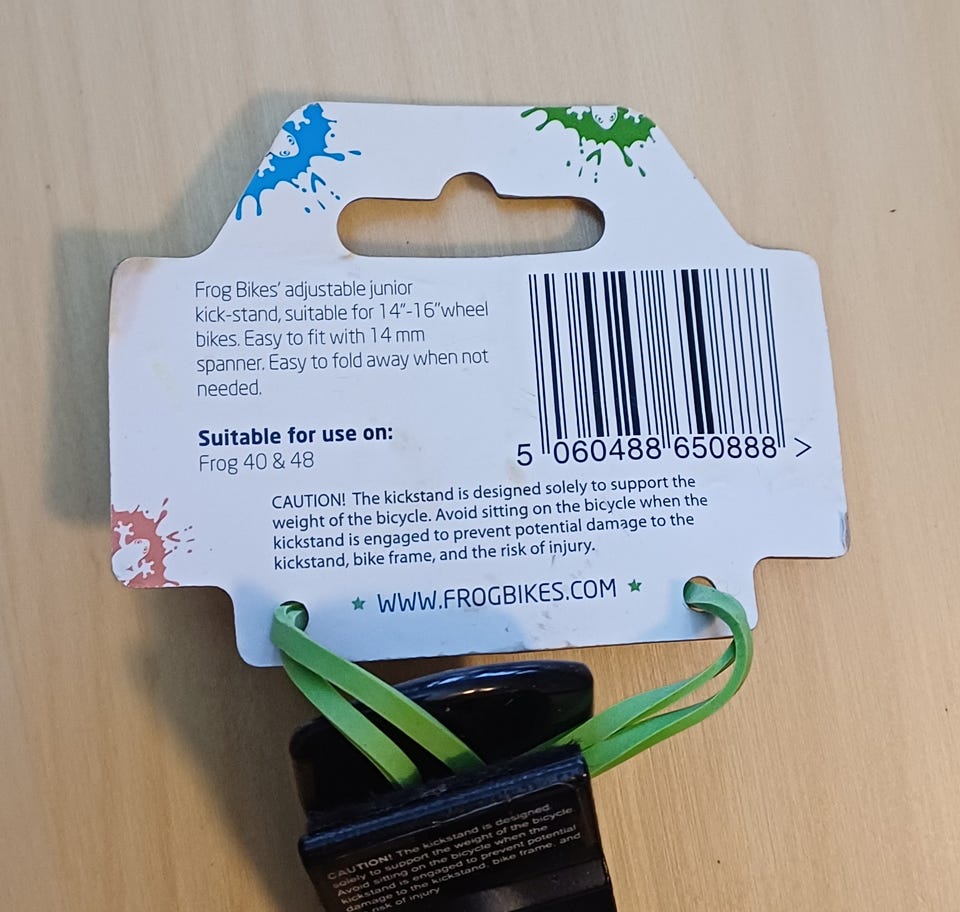 Frog Bikes' adjustable junior
kick-stand, suitable for 14"-16"wheel
bikes. Easy to fit with 14 mm
spanner. Easy to fold away when not
needed.
Suitable for use on:
Frog 40 & 48
5 060488 650888 >
CAUTION! The kickstand is designed solely to support the
weight of the bicycle. Avoid sitting on the bicycle when the
kickstand is engaged to prevent potential damage to the
kickstand, bike frame, and the risk of injury.
WWW.FROGBIKES.COM
CAUTION! The kickstand is designed
solely to support the weight of the bicycle.
Avoid sitting on the bicycle when the
kickstand is engaged to prevent potential
damage to the kickstand, bike frame, and
risk of injury